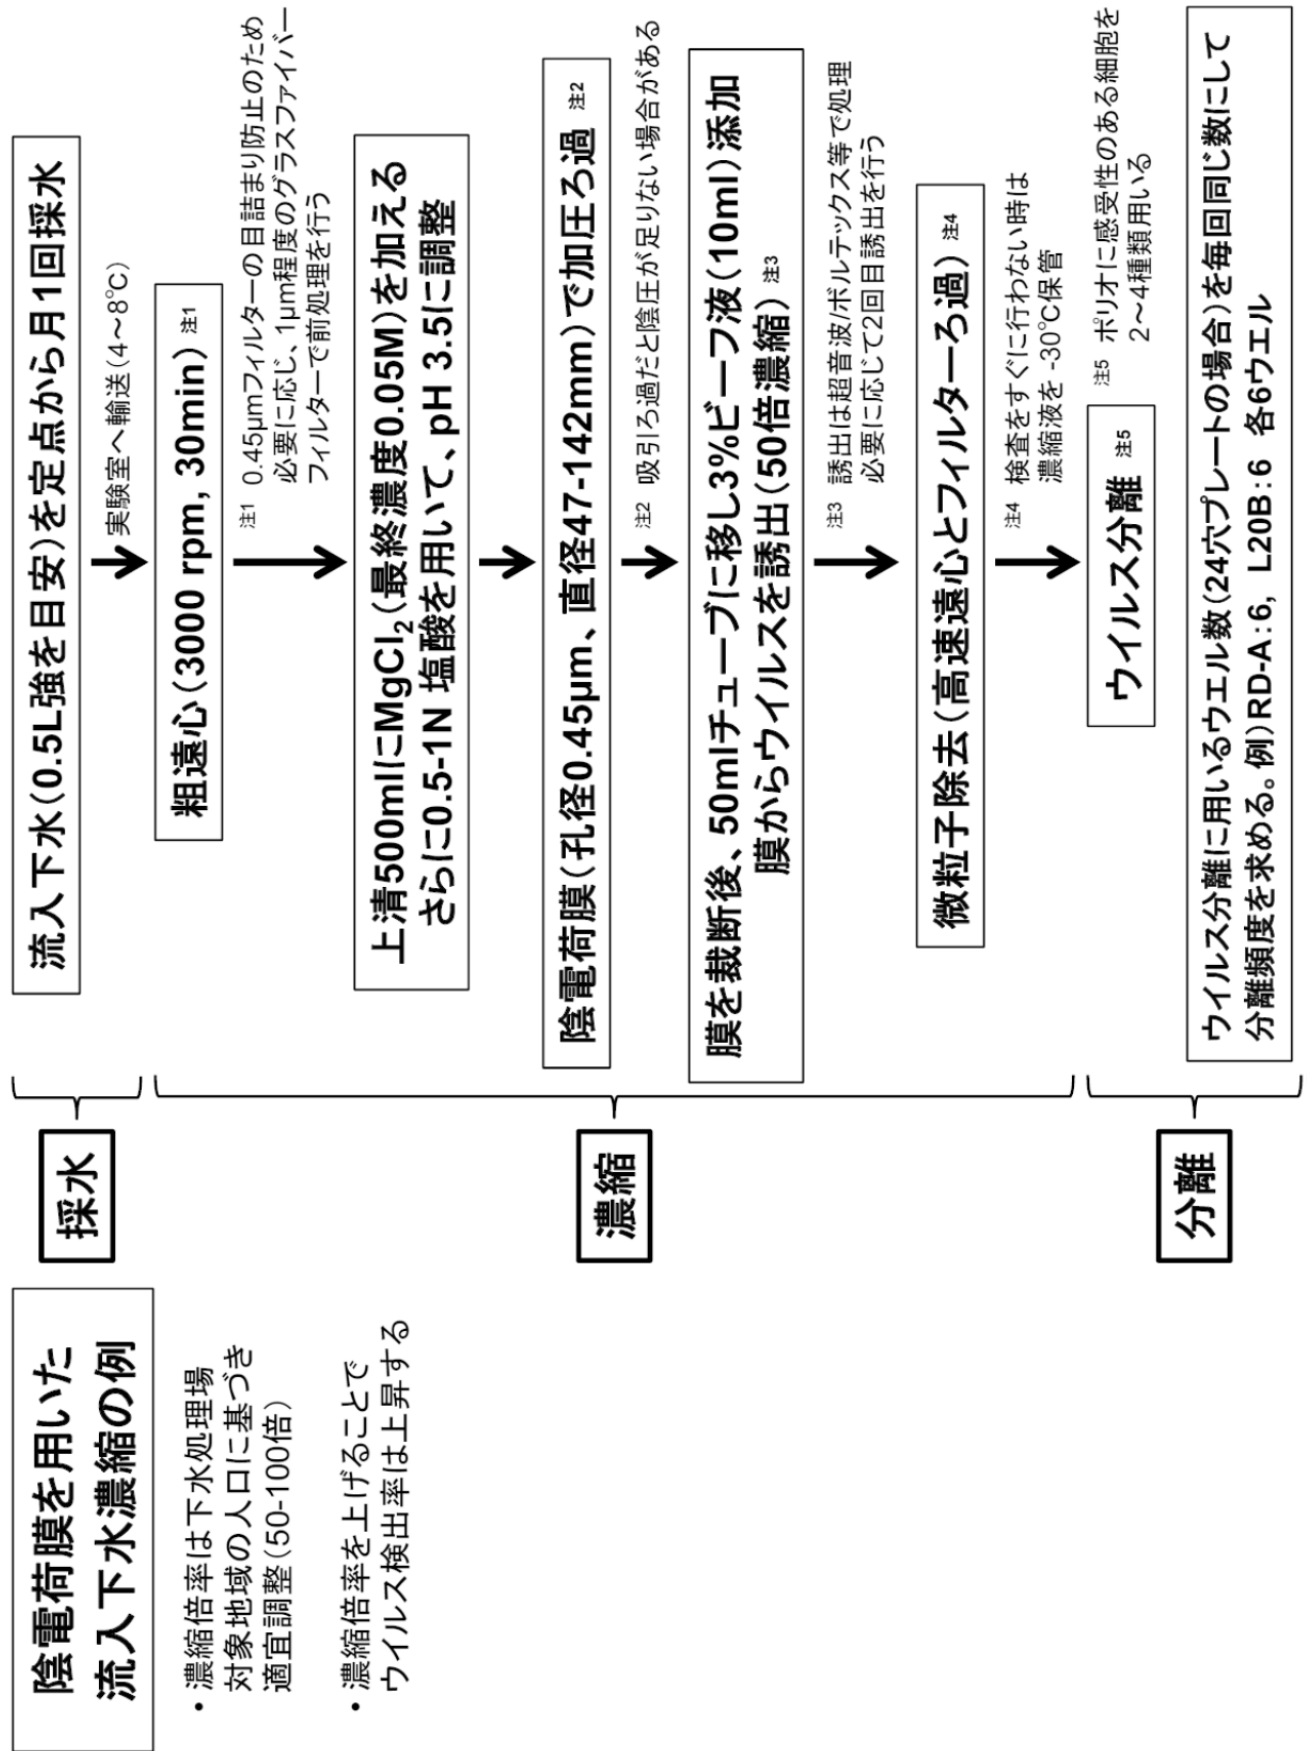 陰電荷膜を用いた
流入下水濃縮の例
・濃縮倍率は下水処理場
対象地域の人口に基づき
適宜調整(50-100倍)
・濃縮倍率を上げることで
ウイルス検出率は上昇する
採水
流入下水(0.5L強を目安)を定点から月1回採水
実験室へ輸送(4～8℃)
濃縮
粗遠心(3000 rpm, 30min) 注1
注1 0.45μmフィルターの目詰まり防止のため
必要に応じ、1μm程度のグラスファイバー
フィルターで前処理を行う
上清500mlにMgCl₂(最終濃度0.05M)を加える
さらに0.5-1N 塩酸を用いて、pH 3.5に調整
陰電荷膜(孔径0.45μm、直径47-142mm)で加圧ろ過 注2
注2 吸引ろ過だと陰圧が足りない場合がある
膜を裁断後、50mlチューブに移し3%ビーフ液(10ml)添加
膜からウイルスを誘出(50倍濃縮) 注3
注3 誘出は超音波/ボルテックス等で処理
必要に応じて2回目誘出を行う
微粒子除去(高速遠心とフィルターろ過) 注4
注4 検査をすぐに行わない時は
濃縮液を -30℃保管
分離
ウイルス分離 注5
注5 ポリオに感受性のある細胞を
2～4種類用いる
ウイルス分離に用いるウエル数(24穴プレートの場合)を毎回同じ数にして
分離頻度を求める。例)RD-A:6, L20B:6 各6ウエル